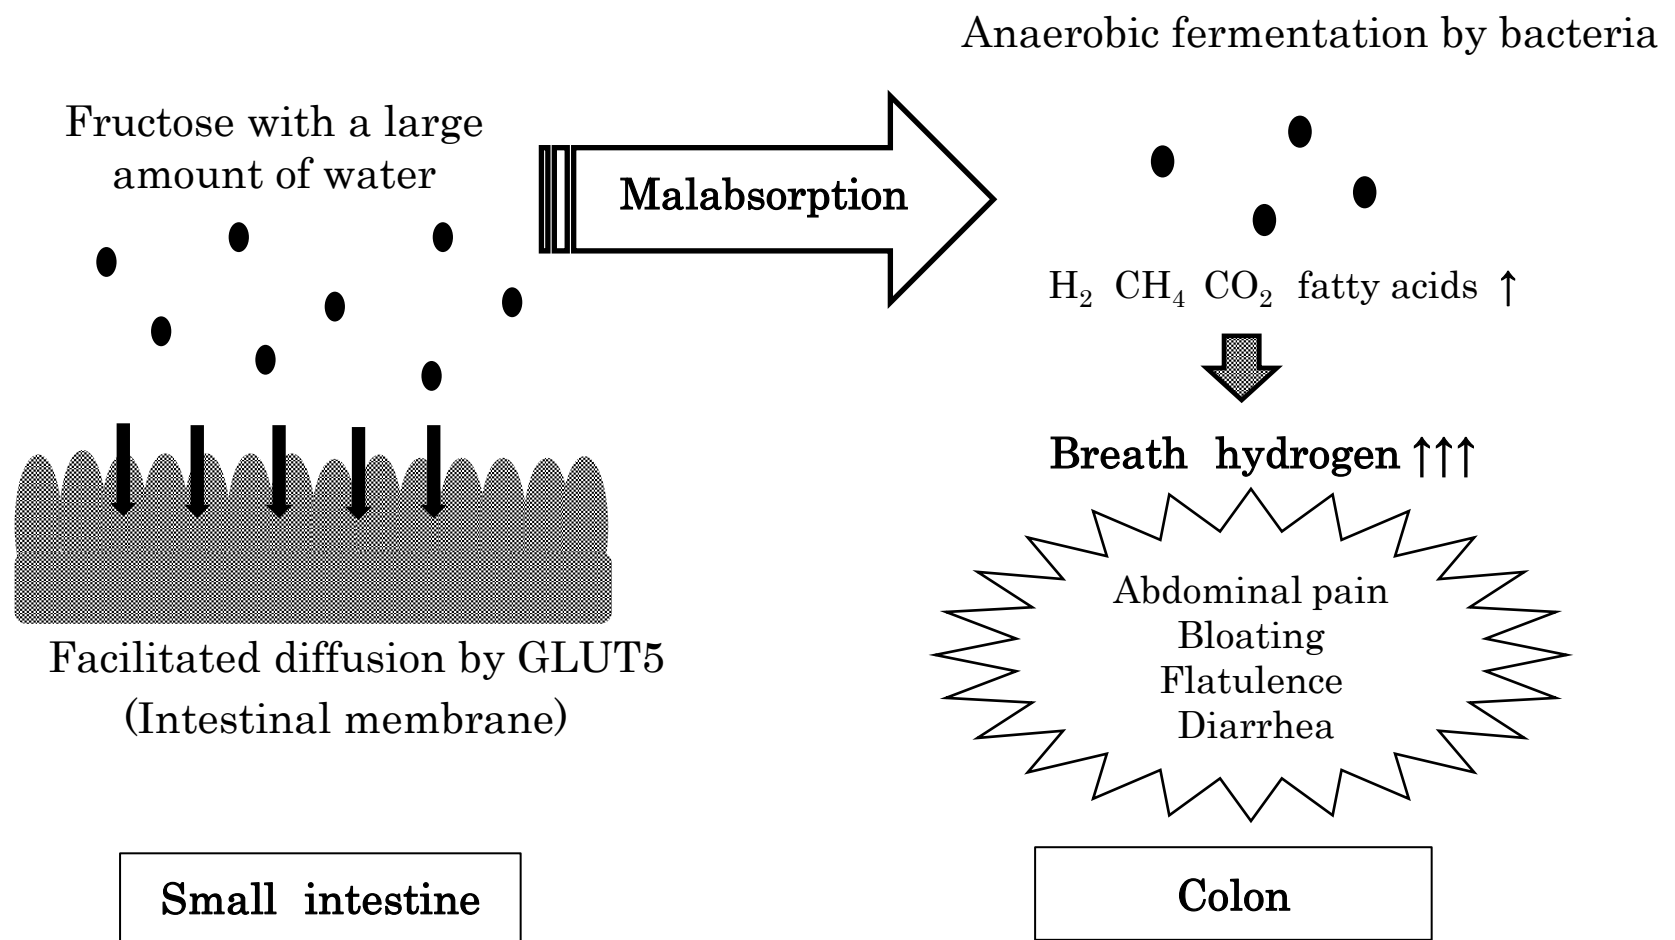 Fructose with a large
amount of water
Facilitated diffusion by GLUT5
(Intestinal membrane)
Small intestine
Malabsorption
Anaerobic fermentation by bacteria
H₂ CH₄ CO₂ fatty acids ↑
Breath hydrogen ↑↑↑
Abdominal pain
Bloating
Flatulence
Diarrhea
Colon